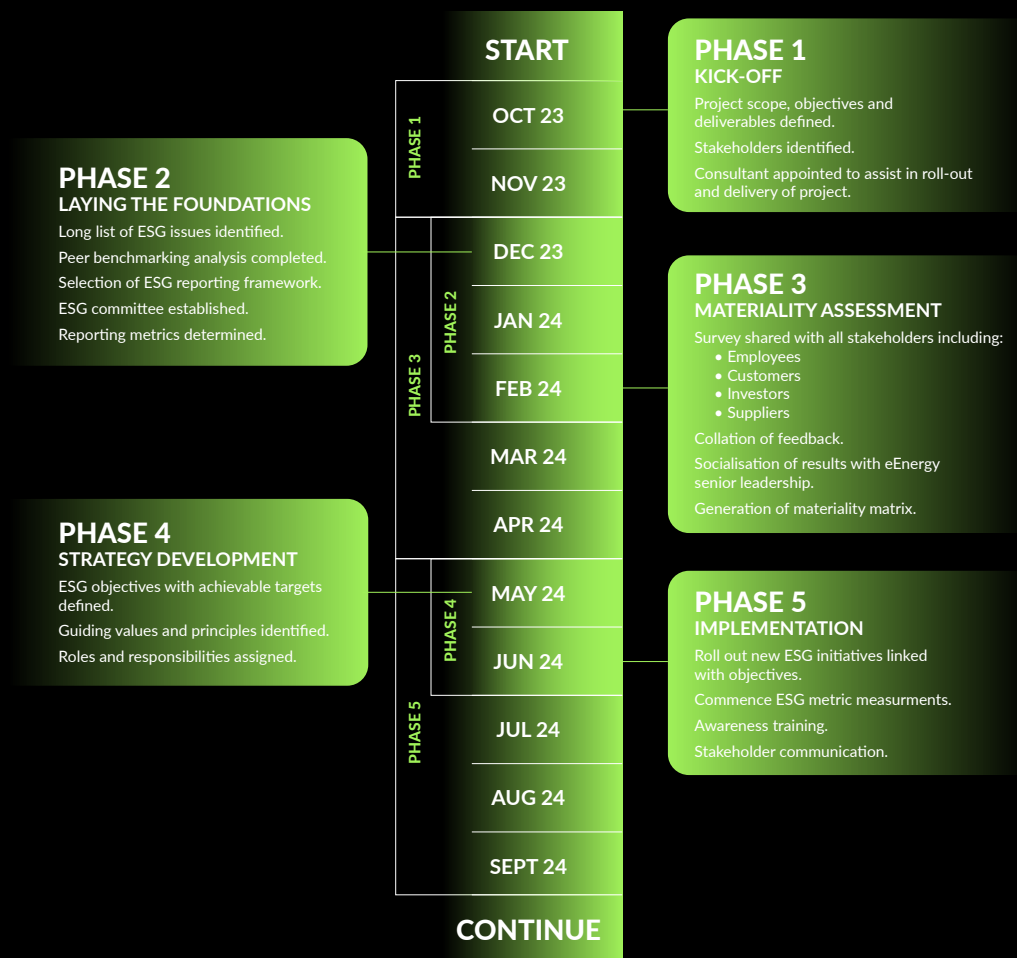 START
OCT 23
NOV 23
DEC 23
JAN 24
FEB 24
MAR 24
APR 24
MAY 24
JUN 24
JUL 24
AUG 24
SEPT 24
CONTINUE
PHASE 1
PHASE 2
PHASE 3
PHASE 4
PHASE 5
PHASE 1
KICK-OFF
Project scope, objectives and
deliverables defined.
Stakeholders identified.
Consultant appointed to assist in roll-out
and delivery of project.
PHASE 2
LAYING THE FOUNDATIONS
Long list of ESG issues identified.
Peer benchmarking analysis completed.
Selection of ESG reporting framework.
ESG committee established.
Reporting metrics determined.
PHASE 3
MATERIALITY ASSESSMENT
Survey shared with all stakeholders including:
• Employees
• Customers
• Investors
• Suppliers
Collation of feedback.
Socialisation of results with eEnergy
senior leadership.
Generation of materiality matrix.
PHASE 4
STRATEGY DEVELOPMENT
ESG objectives with achievable targets
defined.
Guiding values and principles identified.
Roles and responsibilities assigned.
PHASE 5
IMPLEMENTATION
Roll out new ESG initiatives linked
with objectives.
Commence ESG metric measurments.
Awareness training.
Stakeholder communication.